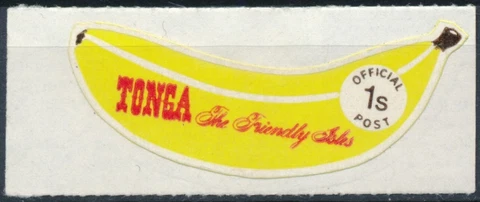 TONGA The Friendly Isles
OFFICIAL
1s
POST